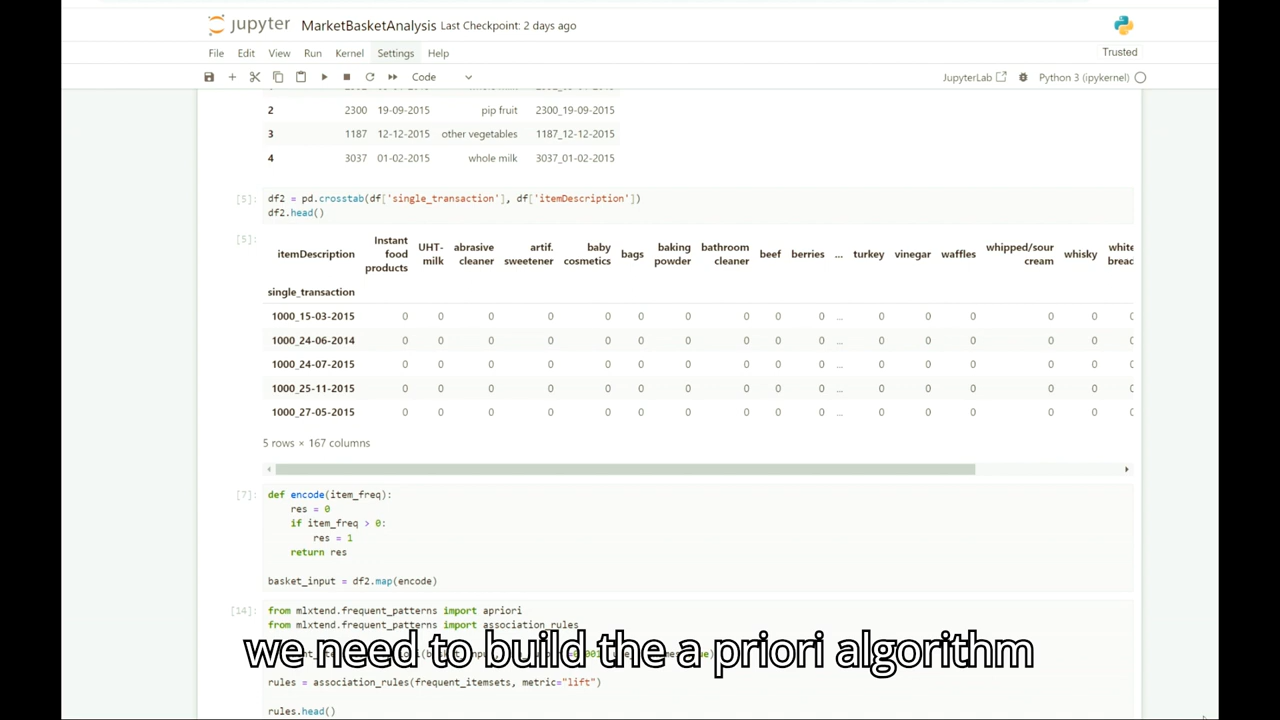 jupyter MarketBasketAnalysis Last Checkpoint: 2 days ago
File Edit View Run Kernel Settings Help Trusted
Code JupyterLab Python 3 (ipykernel)
2 2300 19-09-2015 pip fruit 2300_19-09-2015
3 1187 12-12-2015 other vegetables 1187_12-12-2015
4 3037 01-02-2015 whole milk 3037_01-02-2015
[5]: df2 = pd.crosstab(df['single_transaction'], df['itemDescription'])
df2.head()
[5]: itemDescription Instant food products UHT-milk abrasive cleaner artif. sweetener baby cosmetics bags baking powder bathroom cleaner beef berries ... turkey vinegar waffles whipped/sour cream whisky white bread
single_transaction
1000_15-03-2015 0 0 0 0 0 0 0 0 0 0 ... 0 0 0 0 0 0
1000_24-06-2014 0 0 0 0 0 0 0 0 0 0 ... 0 0 0 0 0 0
1000_24-07-2015 0 0 0 0 0 0 0 0 0 0 ... 0 0 0 0 0 0
1000_25-11-2015 0 0 0 0 0 0 0 0 0 0 ... 0 0 0 0 0 0
1000_27-05-2015 0 0 0 0 0 0 0 0 0 0 ... 0 0 0 0 0 0
5 rows × 167 columns
[7]: def encode(item_freq):
res = 0
if item_freq > 0:
res = 1
return res
basket_input = df2.map(encode)
[14]: from mlxtend.frequent_patterns import apriori
from mlxtend.frequent_patterns import association_rules
we need to build the a priori algorithm
rules = association_rules(frequent_itemsets, metric="lift")
rules.head()